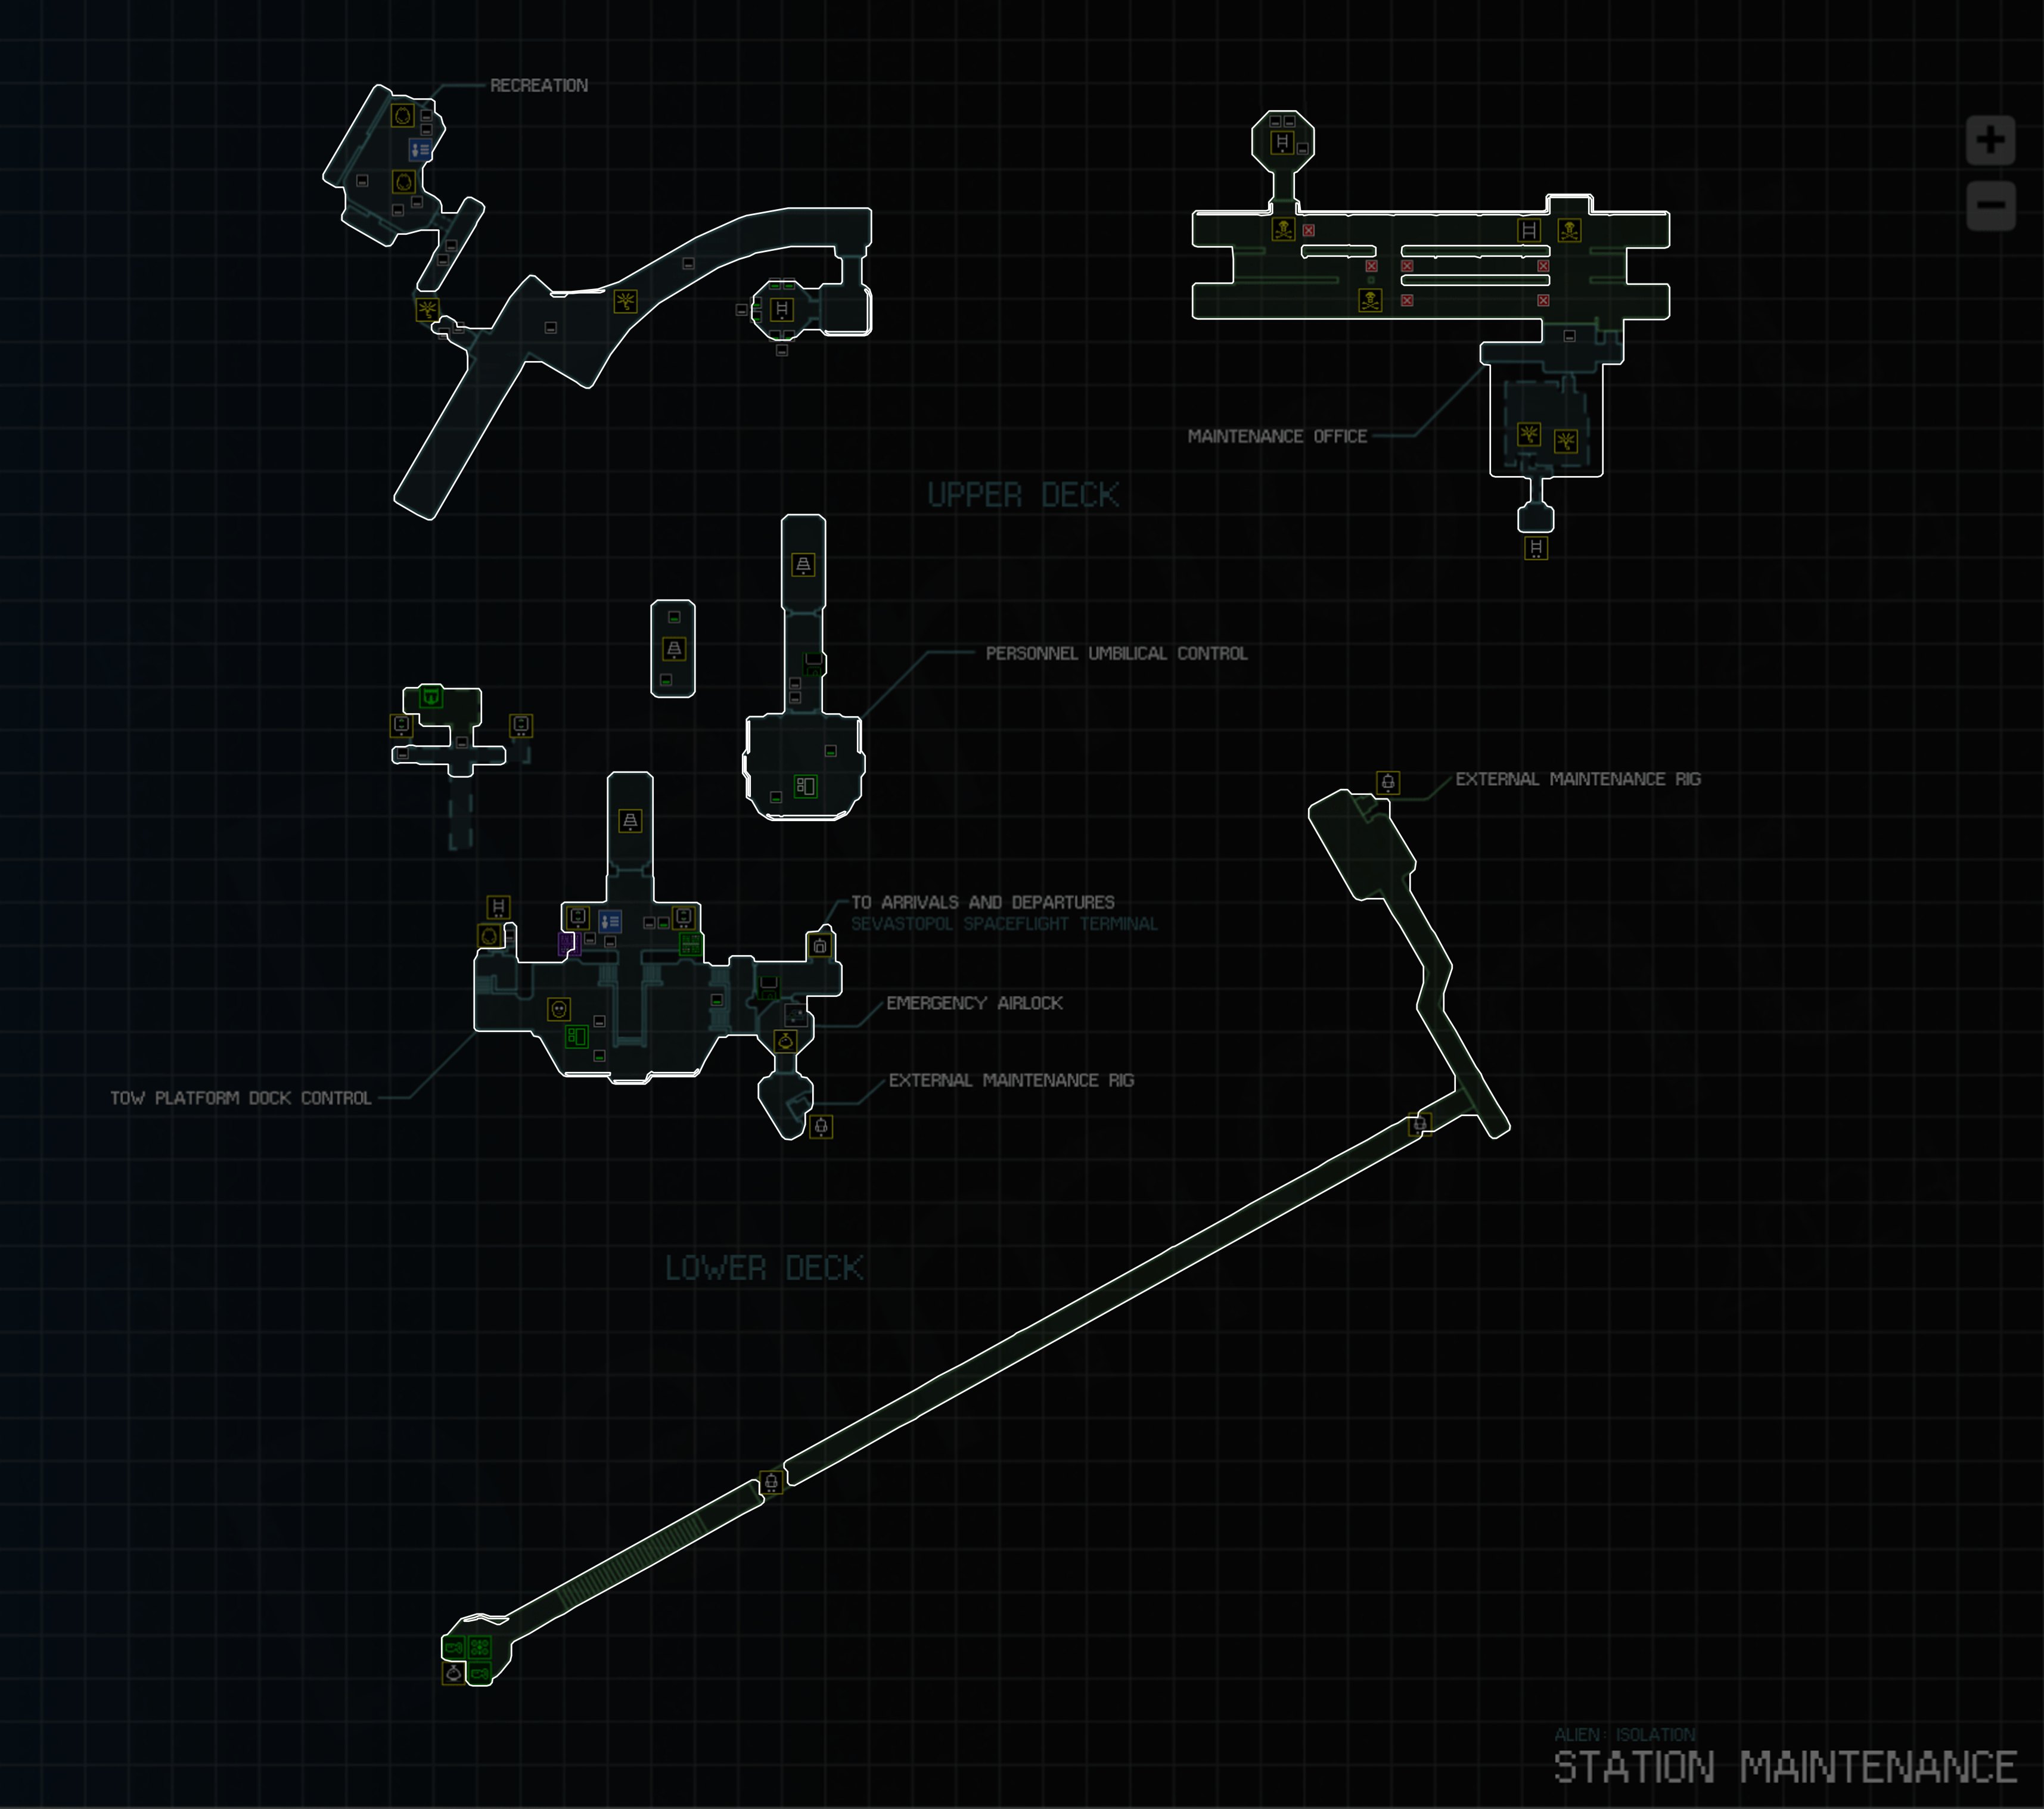 RECREATION
MAINTENANCE OFFICE
UPPER DECK
PERSONNEL UMBILICAL CONTROL
EXTERNAL MAINTENANCE RIG
TO ARRIVALS AND DEPARTURES
SEVASTOPOL SPACEFLIGHT TERMINAL
EMERGENCY AIRLOCK
EXTERNAL MAINTENANCE RIG
TOW PLATFORM DOCK CONTROL
LOWER DECK
ALIEN: ISOLATION
STATION MAINTENANCE